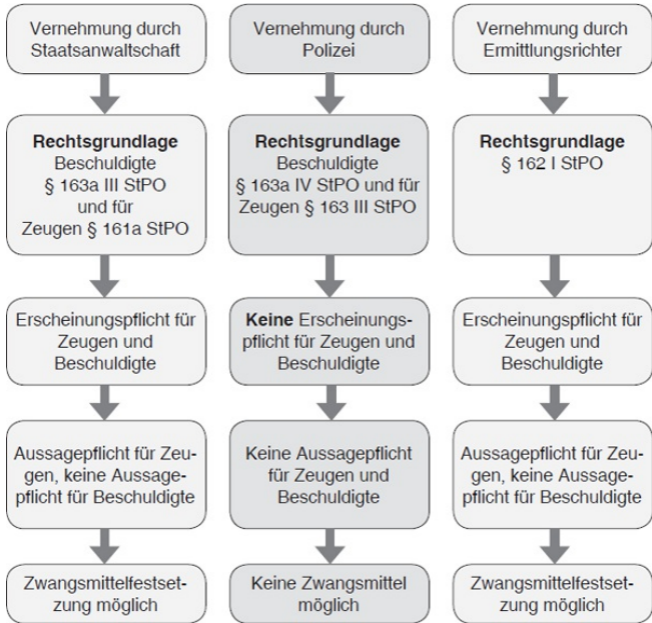 Vernehmung durch
Staatsanwaltschaft
Vernehmung durch
Polizei
Vernehmung durch
Ermittlungsrichter
Rechtsgrundlage
Beschuldigte
§ 163a III StPO
und für
Zeugen § 161a StPO
Rechtsgrundlage
Beschuldigte
§ 163a IV StPO und für
Zeugen § 163 III StPO
Rechtsgrundlage
§ 162 I StPO
Erscheinungspflicht für
Zeugen und
Beschuldigte
Keine Erscheinungs-
pflicht für Zeugen und
Beschuldigte
Erscheinungspflicht für
Zeugen und
Beschuldigte
Aussagepflicht für Zeu-
gen, keine Aussage-
pflicht für Beschuldigte
Keine Aussagepflicht
für Zeugen und
Beschuldigte
Aussagepflicht für Zeu-
gen, keine Aussage-
pflicht für Beschuldigte
Zwangsmittelfestset-
zung möglich
Keine Zwangsmittel
möglich
Zwangsmittelfestset-
zung möglich